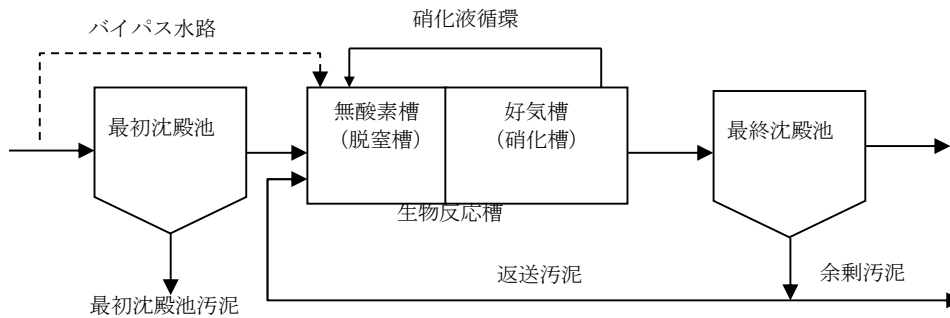 硝化液循環
バイパス水路
最初沈殿池
無酸素槽
（脱窒槽）
好気槽
（硝化槽）
最終沈殿池
生物反応槽
返送汚泥
余剰汚泥
最初沈殿池汚泥